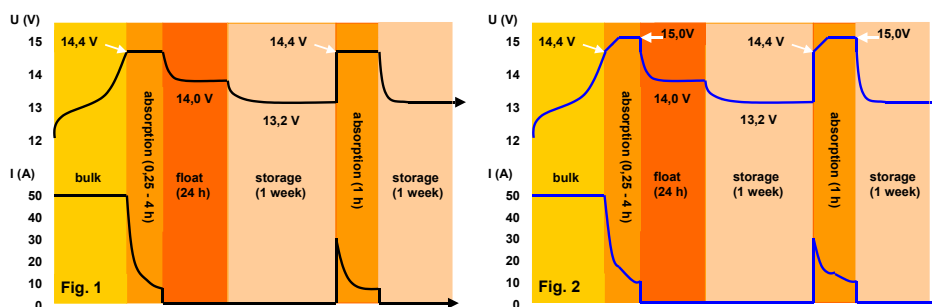 U (V)
15
14
13
12
14,4 V
14,4 V
14,0 V
13,2 V
absorption (0,25 - 4 h)
absorption (1 h)
I (A)
50
40
30
20
10
0
bulk
float
(24 h)
storage
(1 week)
storage
(1 week)
Fig. 1
U (V)
15
14
13
12
14,4 V
15,0V
14,4 V
15,0V
14,0 V
13,2 V
absorption (0,25 - 4 h)
absorption (1 h)
I (A)
50
40
30
20
10
0
bulk
float
(24 h)
storage
(1 week)
storage
(1 week)
Fig. 2